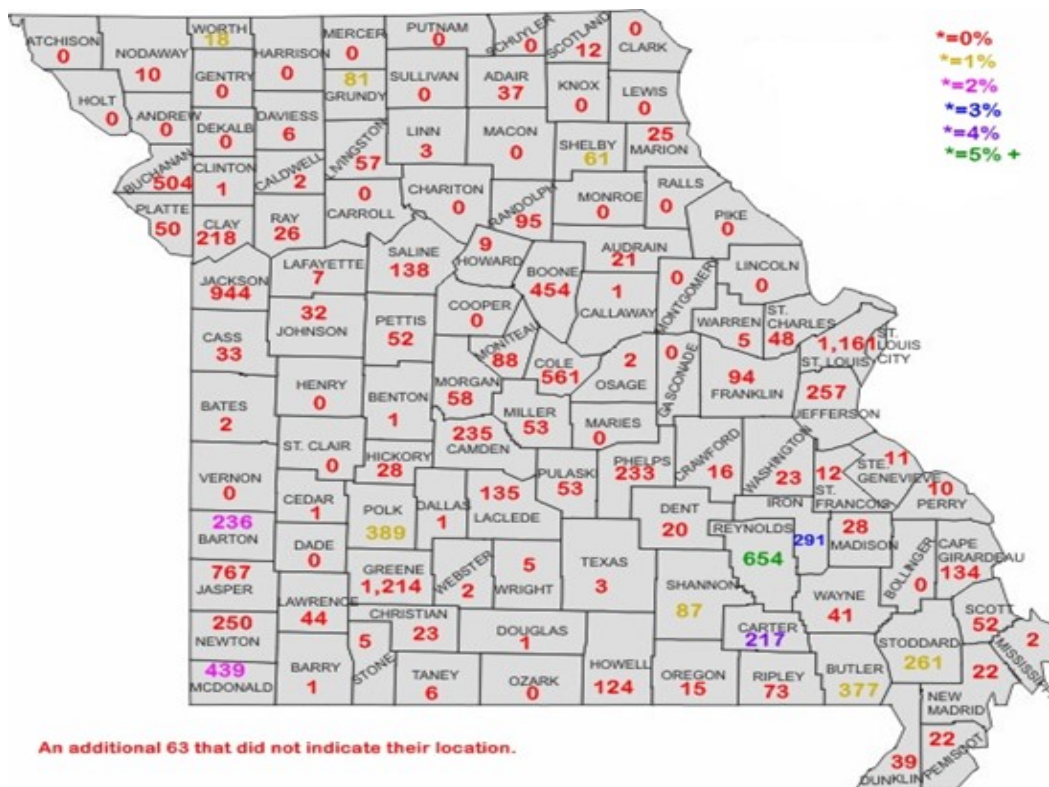 ATCHISON
0
NODAWAY
10
WORTH
18
HARRISON
0
MERCER
0
PUTNAM
0
SCHUYLER
0
SCOTLAND
12
0
CLARK
*=0%
*=1%
*=2%
*=3%
*=4%
*=5% +
HOLT
0
ANDREW
0
GENTRY
0
DEKALB
0
DAVIESS
6
81
GRUNDY
SULLIVAN
0
ADAIR
37
KNOX
0
LEWIS
0
BUCHANAN
504
CLINTON
1
CALDWELL
2
LIVINGSTON
57
LINN
3
MACON
0
SHELBY
61
25
MARION
PLATTE
50
CLAY
218
RAY
26
0
CARROLL
CHARITON
0
RANDOLPH
95
MONROE
0
RALLS
0
PIKE
0
JACKSON
944
LAFAYETTE
7
SALINE
138
9
HOWARD
BOONE
454
AUDRAIN
21
1
CALLAWAY
0
MONTGOMERY
LINCOLN
0
CASS
33
32
JOHNSON
PETTIS
52
COOPER
0
MONITEAU
88
COLE
561
2
OSAGE
0
GASCONADE
WARREN
5
ST.
CHARLES
48
1,161
ST. LOUIS
ST.
LOUIS
CITY
BATES
2
HENRY
0
BENTON
1
MORGAN
58
MILLER
53
MARIES
0
94
FRANKLIN
257
JEFFERSON
VERNON
0
ST. CLAIR
0
HICKORY
28
235
CAMDEN
PULASKI
53
PHELPS
233
CRAWFORD
16
WASHINGTON
23
12
ST.
FRANCOIS
STE.
GENEVIEVE
11
10
PERRY
236
BARTON
CEDAR
1
POLK
389
DALLAS
1
135
LACLEDE
DENT
20
IRON
291
REYNOLDS
654
28
MADISON
BOLLINGER
0
CAPE
GIRARDEAU
134
767
JASPER
DADE
0
GREENE
1,214
WEBSTER
2
5
WRIGHT
TEXAS
3
SHANNON
87
WAYNE
41
SCOTT
52
2
MISSISSIPPI
250
NEWTON
LAWRENCE
44
CHRISTIAN
23
DOUGLAS
1
CARTER
217
STODDARD
261
439
MCDONALD
BARRY
1
5
STONE
TANEY
6
OZARK
0
HOWELL
124
OREGON
15
RIPLEY
73
BUTLER
377
22
NEW
MADRID
22
PEMISCOT
39
DUNKLIN
An additional 63 that did not indicate their location.